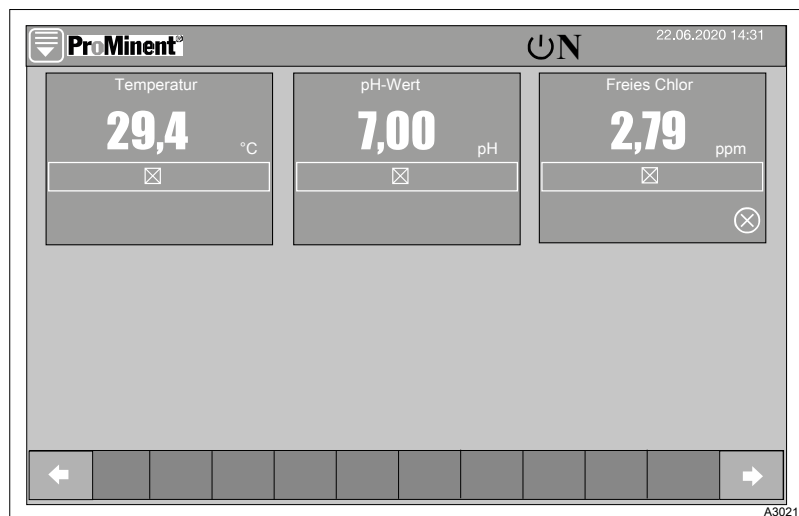 ProMinent®
ON
22.06.2020 14:31
Temperatur
29,4 °C
pH-Wert
7,00 pH
Freies Chlor
2,79 ppm
A3021